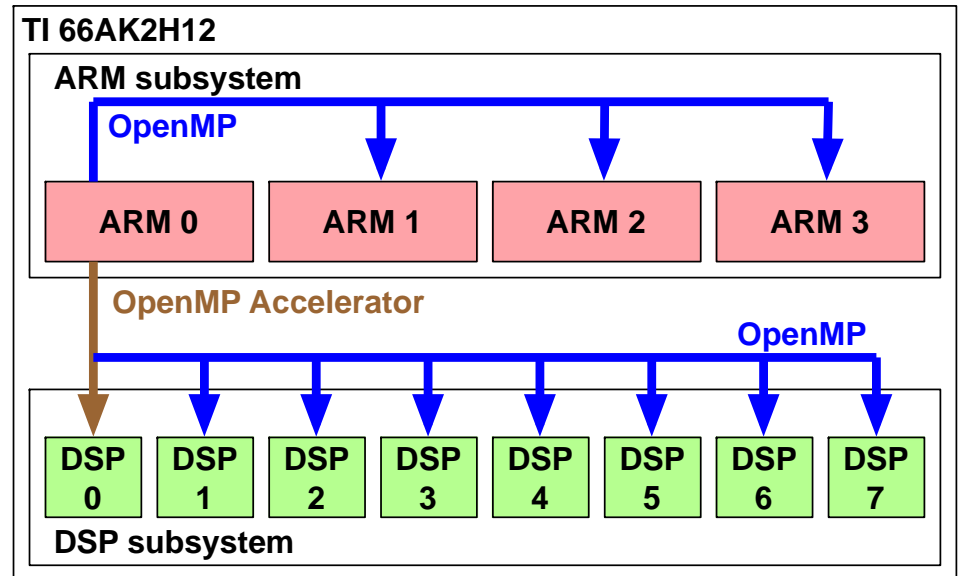 TI 66AK2H12
ARM subsystem
OpenMP
ARM 0
ARM 1
ARM 2
ARM 3
OpenMP Accelerator
OpenMP
DSP
0
DSP
1
DSP
2
DSP
3
DSP
4
DSP
5
DSP
6
DSP
7
DSP subsystem